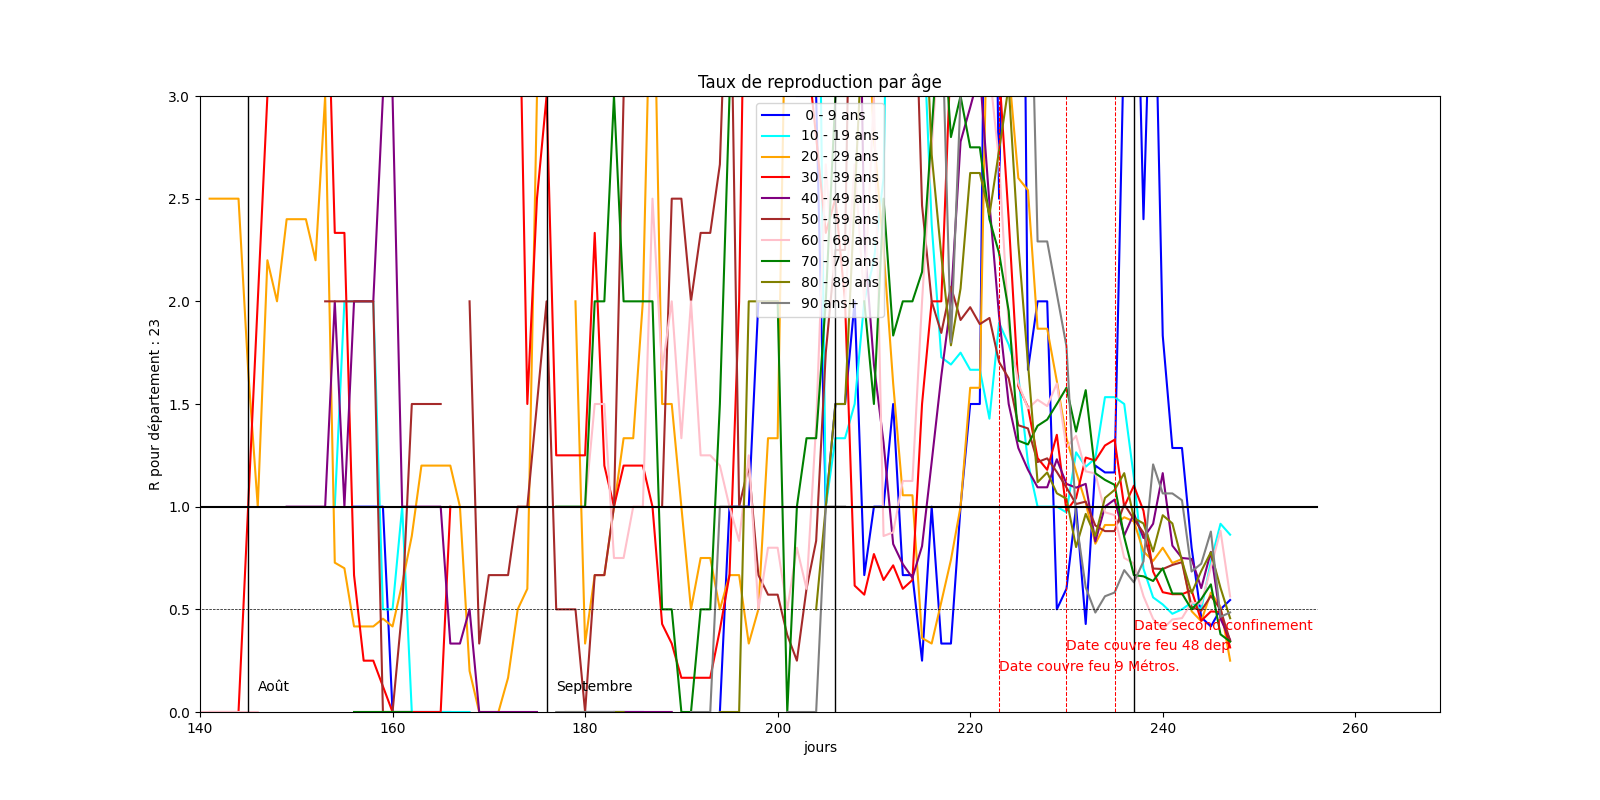 Taux de reproduction par âge
3.0
2.5
2.0
1.5
1.0
0.5
0.0
R pour département : 23
0 - 9 ans
10 - 19 ans
20 - 29 ans
30 - 39 ans
40 - 49 ans
50 - 59 ans
60 - 69 ans
70 - 79 ans
80 - 89 ans
90 ans+
Date second confinement
Date couvre feu 48 dep
Date couvre feu 9 Métros.
Août
Septembre
140
160
180
200
220
240
260
jours